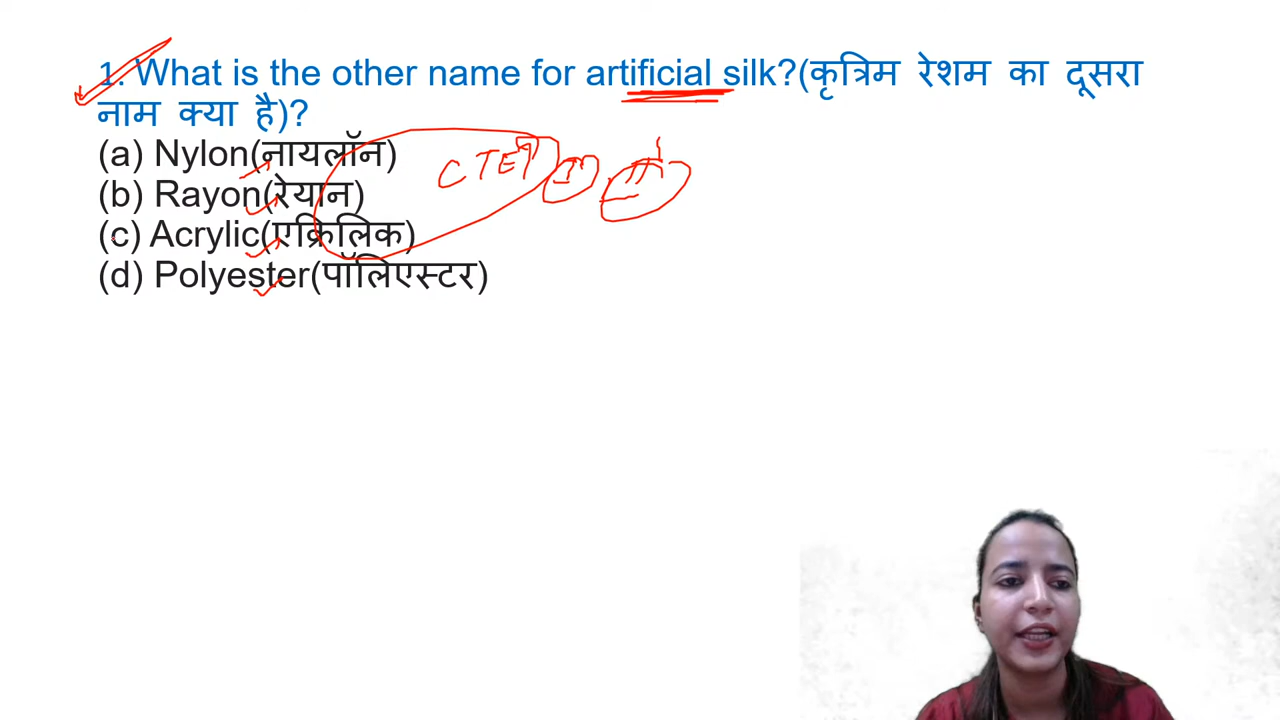 1. What is the other name for artificial silk?(कृत्रिम रेशम का दूसरा
नाम क्या है)?
(a) Nylon(नायलॉन)
CTET
(b) Rayon(रेयान)
(c) Acrylic(एक्रिलिक)
(d) Polyester(पॉलिएस्टर)